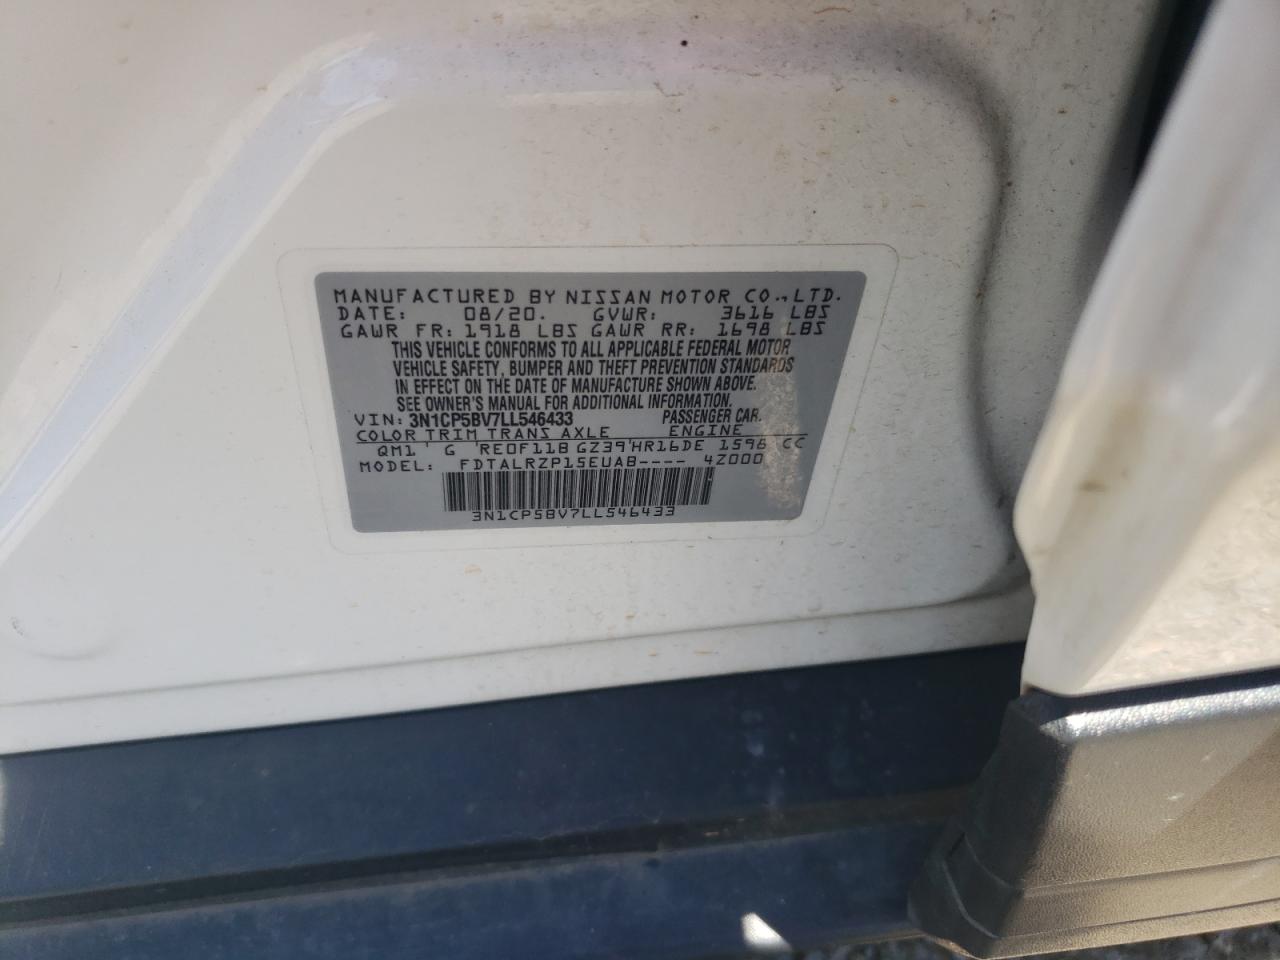 MANUFACTURED BY NISSAN MOTOR CO., LTD.
DATE: 08/20. GVWR: 3616 LBS
GAWR FR: 1918 LBS GAWR RR: 1698 LBS
THIS VEHICLE CONFORMS TO ALL APPLICABLE FEDERAL MOTOR
VEHICLE SAFETY, BUMPER AND THEFT PREVENTION STANDARDS
IN EFFECT ON THE DATE OF MANUFACTURE SHOWN ABOVE.
SEE OWNER'S MANUAL FOR ADDITIONAL INFORMATION.
VIN: 3N1CP5BV7LL546433 PASSENGER CAR.
COLOR TRIM TRANS AXLE ENGINE
QM1 ' G 'RE0F11B GZ39'HR16DE 1598 CC
MODEL: FDTALRZP15EUAB---- 4Z000
3N1CP5BV7LL546433